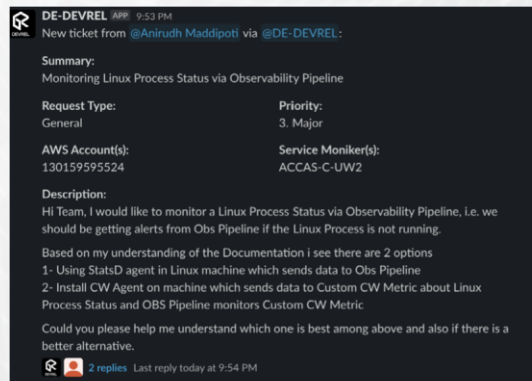 DE-DEVREL APP 9:53 PM
New ticket from @Anirudh Maddipoti via @DE-DEVREL:
Summary:
Monitoring Linux Process Status via Observability Pipeline
Request Type:
General
Priority:
3. Major
AWS Account(s):
130159595524
Service Moniker(s):
ACCAS-C-UW2
Description:
Hi Team, I would like to monitor a Linux Process Status via Observability Pipeline, i.e. we
should be getting alerts from Obs Pipeline if the Linux Process is not running.
Based on my understanding of the Documentation i see there are 2 options
1- Using StatsD agent in Linux machine which sends data to Obs Pipeline
2- Install CW Agent on machine which sends data to Custom CW Metric about Linux
Process Status and OBS Pipeline monitors Custom CW Metric
Could you please help me understand which one is best among above and also if there is a
better alternative.
2 replies Last reply today at 9:54 PM